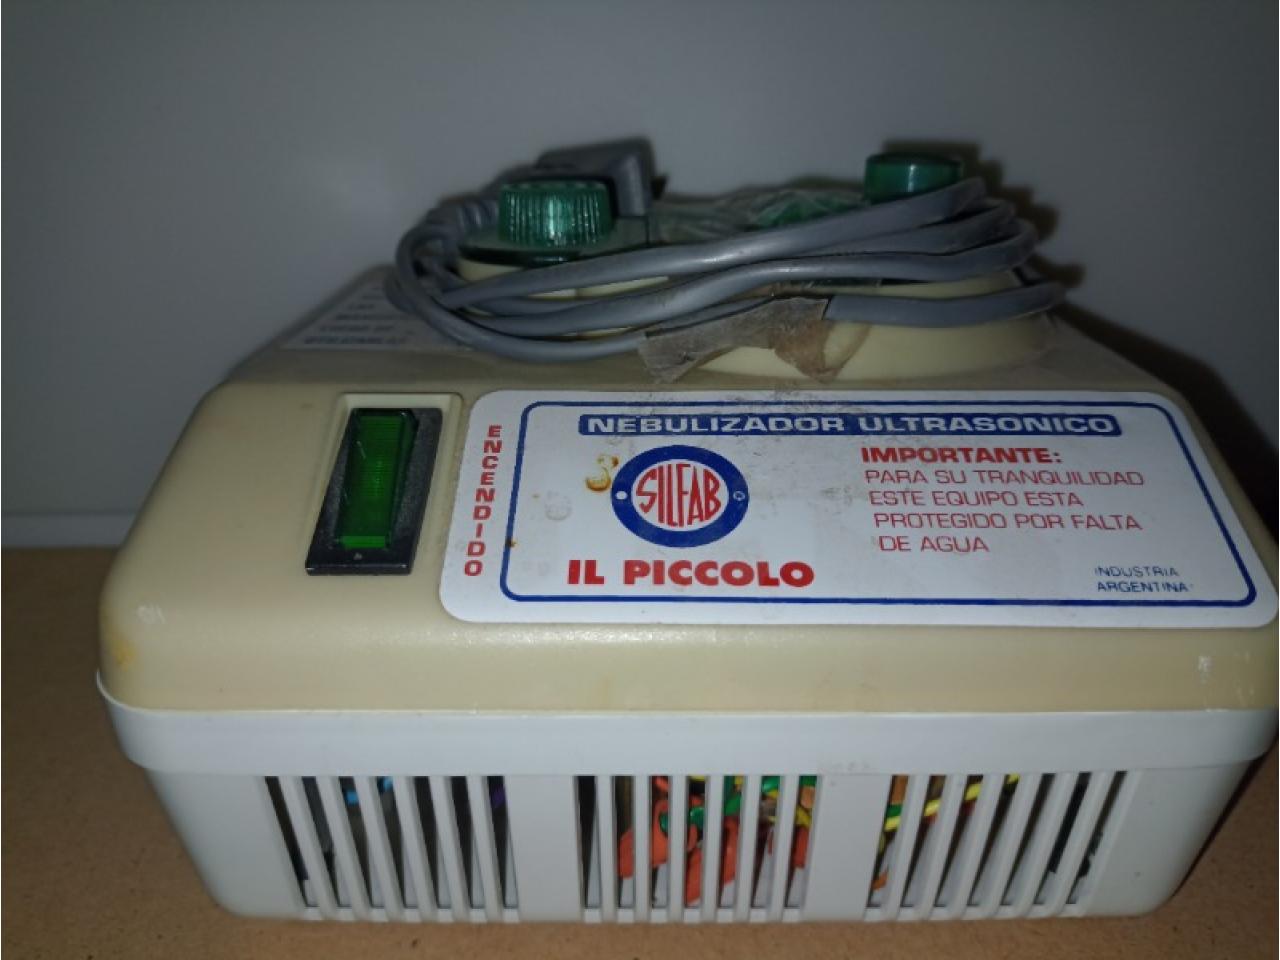 ENCENDIDO
NEBULIZADOR ULTRASONICO
SILFAB
IL PICCOLO
IMPORTANTE:
PARA SU TRANQUILIDAD
ESTE EQUIPO ESTA
PROTEGIDO POR FALTA
DE AGUA
INDUSTRIA
ARGENTINA